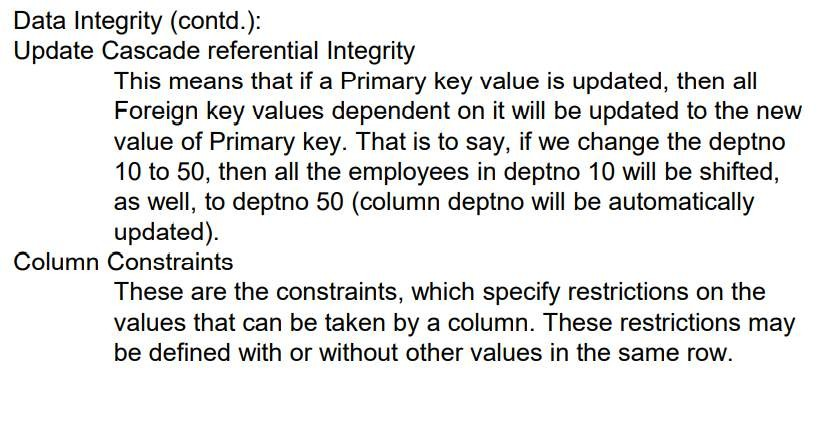 Data Integrity (contd.):
Update Cascade referential Integrity
This means that if a Primary key value is updated, then all
Foreign key values dependent on it will be updated to the new
value of Primary key. That is to say, if we change the deptno
10 to 50, then all the employees in deptno 10 will be shifted,
as well, to deptno 50 (column deptno will be automatically
updated).
Column Constraints
These are the constraints, which specify restrictions on the
values that can be taken by a column. These restrictions may
be defined with or without other values in the same row.